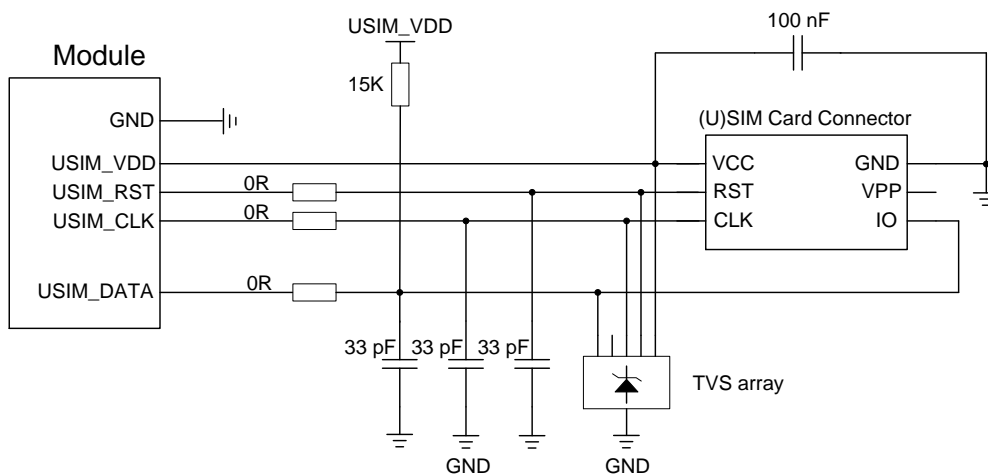 USIM_VDD
100 nF
Module
15K
(U)SIM Card Connector
GND
USIM_VDD
VCC
GND
USIM_RST
0R
RST
VPP
USIM_CLK
0R
CLK
IO
USIM_DATA
0R
33 pF
33 pF
33 pF
TVS array
GND
GND